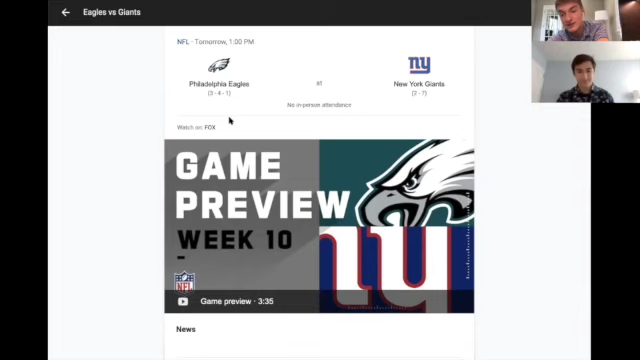 Eagles vs Giants
NFL · Tomorrow, 1:00 PM
ny
Philadelphia Eagles
at
New York Giants
(3 - 4 - 1)
(2 - 7)
No in-person attendance
Watch on: FOX
GAME
PREVIEW
WEEK 10
NFL
ny
Game preview · 3:35
News